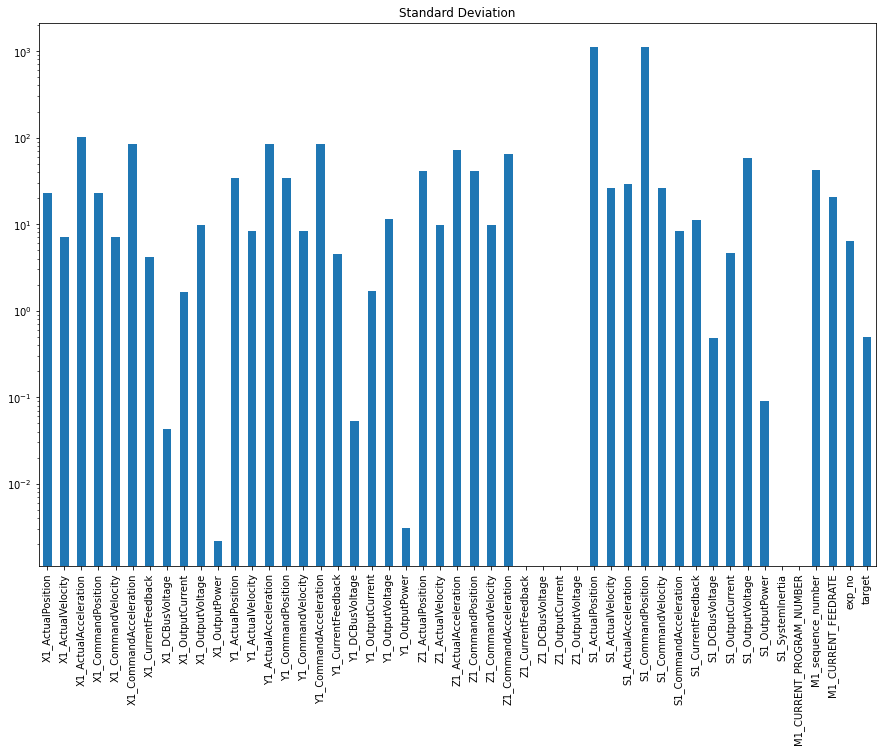 Standard Deviation
10³
10²
10¹
10⁰
10⁻¹
10⁻²
X1_ActualPosition
X1_ActualVelocity
X1_ActualAcceleration
X1_CommandPosition
X1_CommandVelocity
X1_CommandAcceleration
X1_CurrentFeedback
X1_DCBusVoltage
X1_OutputCurrent
X1_OutputVoltage
X1_OutputPower
Y1_ActualPosition
Y1_ActualVelocity
Y1_ActualAcceleration
Y1_CommandPosition
Y1_CommandVelocity
Y1_CommandAcceleration
Y1_CurrentFeedback
Y1_DCBusVoltage
Y1_OutputCurrent
Y1_OutputVoltage
Y1_OutputPower
Z1_ActualPosition
Z1_ActualVelocity
Z1_ActualAcceleration
Z1_CommandPosition
Z1_CommandVelocity
Z1_CommandAcceleration
Z1_CurrentFeedback
Z1_DCBusVoltage
Z1_OutputCurrent
Z1_OutputVoltage
S1_ActualPosition
S1_ActualVelocity
S1_ActualAcceleration
S1_CommandPosition
S1_CommandVelocity
S1_CommandAcceleration
S1_CurrentFeedback
S1_DCBusVoltage
S1_OutputCurrent
S1_OutputVoltage
S1_OutputPower
S1_SystemInertia
M1_CURRENT_PROGRAM_NUMBER
M1_sequence_number
M1_CURRENT_FEEDRATE
exp_no
target